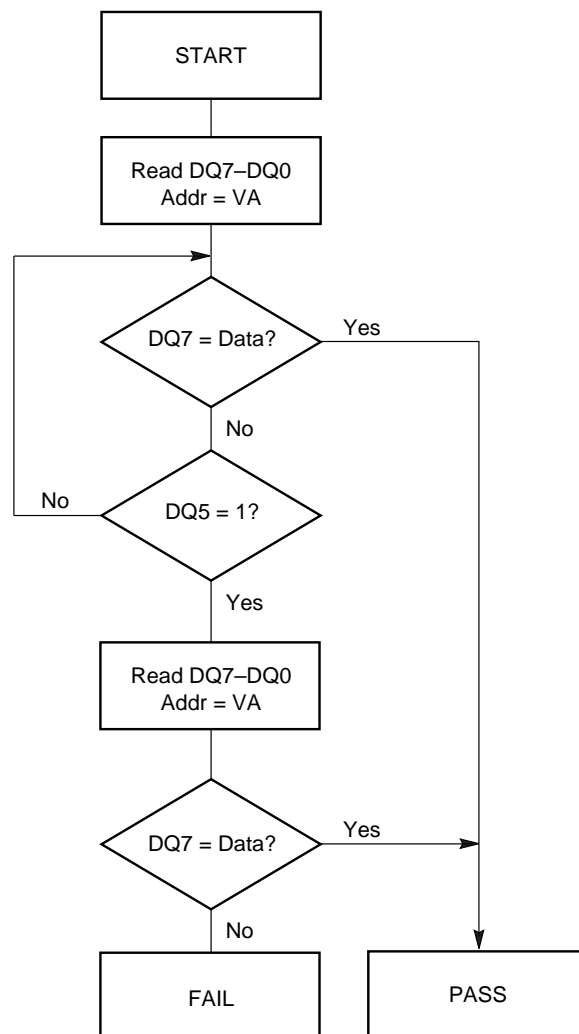 START
Read DQ7–DQ0
Addr = VA
DQ7 = Data?
Yes
No
No
DQ5 = 1?
Yes
Read DQ7–DQ0
Addr = VA
DQ7 = Data?
Yes
No
FAIL
PASS